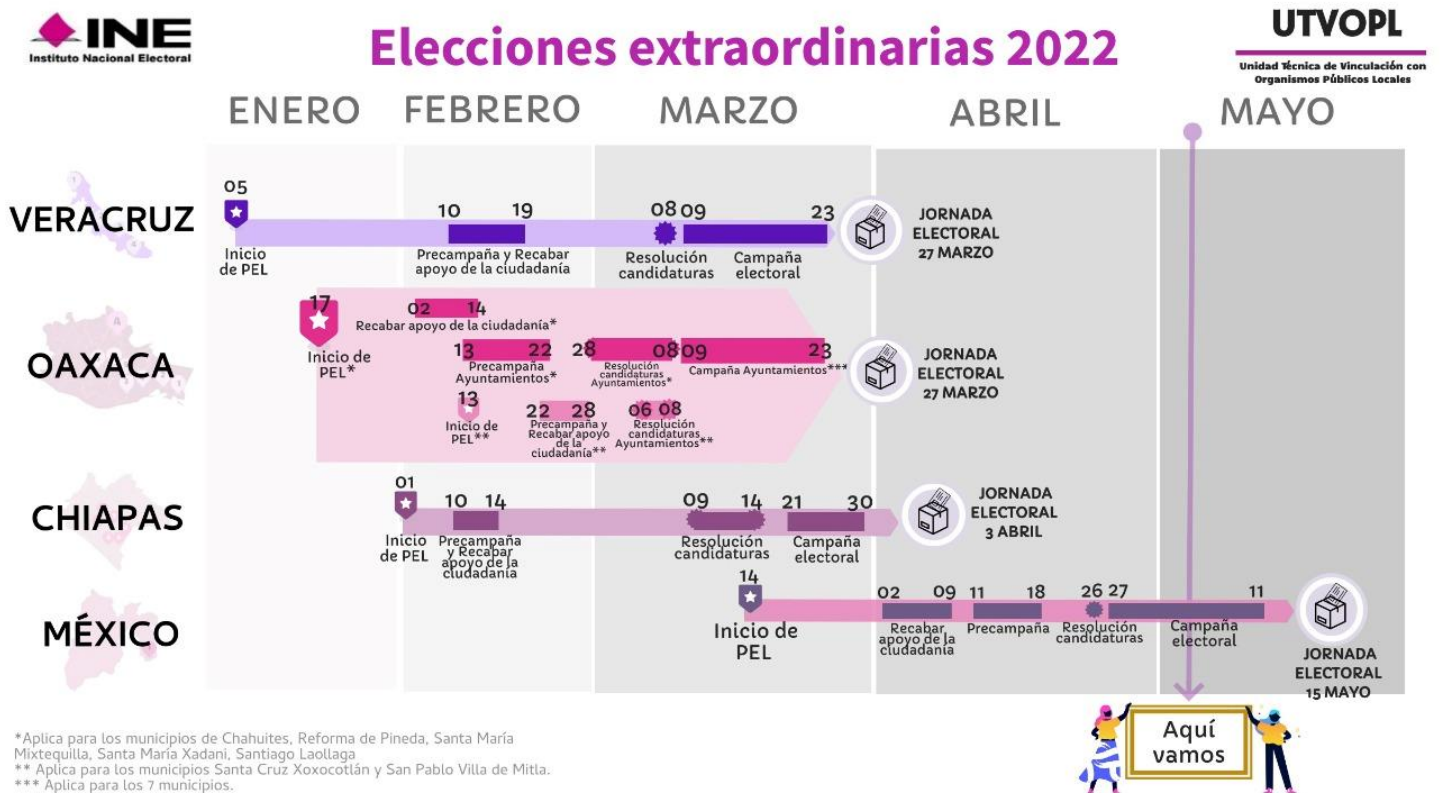 INE
Instituto Nacional Electoral
Elecciones extraordinarias 2022
UTVOPL
Unidad Técnica de Vinculación con
Organismos Públicos Locales
ENERO
FEBRERO
MARZO
ABRIL
MAYO
VERACRUZ
05
Inicio
de PEL
10
19
Precampaña y Recabar
apoyo de la ciudadanía
08
Resolución
candidaturas
09
23
Campaña
electoral
JORNADA
ELECTORAL
27 MARZO
OAXACA
17
Inicio de
PEL*
02
14
Recabar apoyo de la ciudadanía*
13
22
Precampaña
Ayuntamientos*
28
08
Resolución
candidaturas
Ayuntamientos*
09
23
Campaña Ayuntamientos***
13
Inicio de
PEL**
22
28
Precampaña y
Recabar apoyo
de la
ciudadanía**
06
08
Resolución
candidaturas
Ayuntamientos**
JORNADA
ELECTORAL
27 MARZO
CHIAPAS
01
Inicio
de PEL
10
14
Precampaña
y Recabar
apoyo de la
ciudadanía
09
14
Resolución
candidaturas
21
30
Campaña
electoral
JORNADA
ELECTORAL
3 ABRIL
MÉXICO
14
Inicio de
PEL
02
09
Recabar
apoyo de la
ciudadanía
11
18
Precampaña
26
Resolución
candidaturas
27
11
Campaña
electoral
JORNADA
ELECTORAL
15 MAYO
Aquí
vamos
*Aplica para los municipios de Chahuites, Reforma de Pineda, Santa María
Mixtequilla, Santa María Xadani, Santiago Laollaga
** Aplica para los municipios Santa Cruz Xoxocotlán y San Pablo Villa de Mitla.
*** Aplica para los 7 municipios.